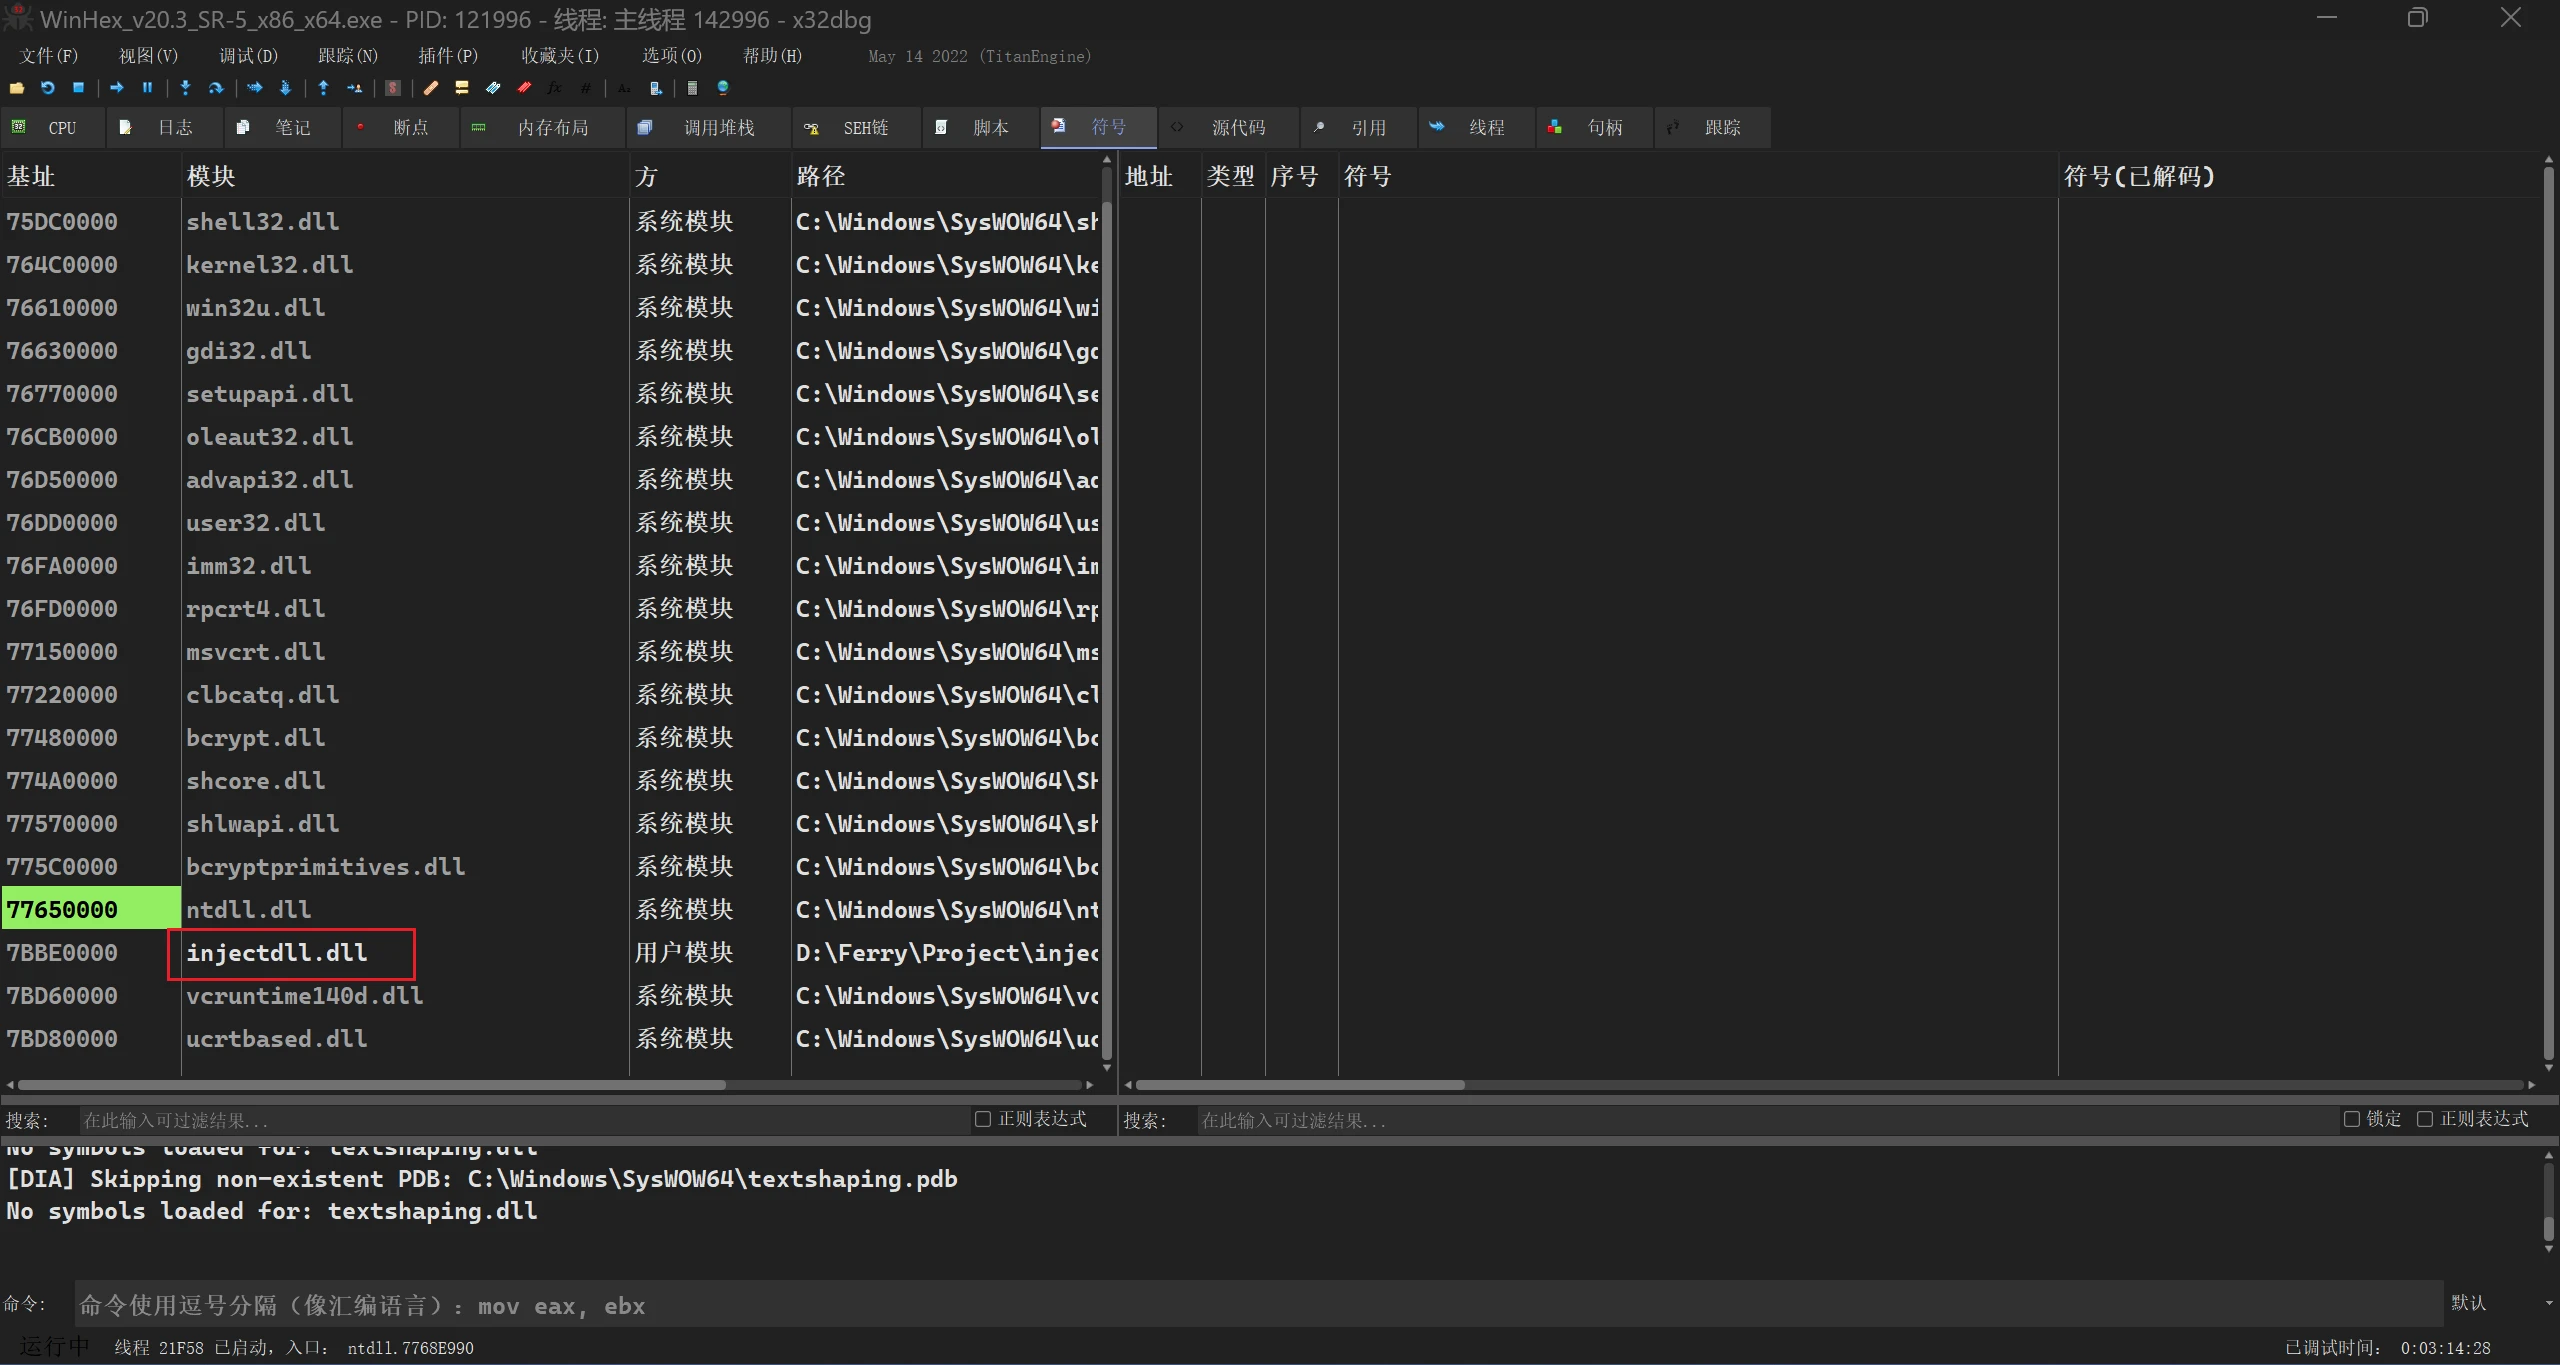 WinHex_v20.3_SR-5_x86_x64.exe - PID: 121996 - 线程: 主线程 142996 - x32dbg
文件(F) 视图(V) 调试(D) 跟踪(N) 插件(P) 收藏夹(I) 选项(O) 帮助(H) May 14 2022 (TitanEngine)
CPU 日志 笔记 断点 内存布局 调用堆栈 SEH链 脚本 符号 源代码 引用 线程 句柄 跟踪
基址 模块 方 路径 地址 类型 序号 符号 符号(已解码)
75DC0000 shell32.dll 系统模块 C:\Windows\SysWOW64\sh
764C0000 kernel32.dll 系统模块 C:\Windows\SysWOW64\ke
76610000 win32u.dll 系统模块 C:\Windows\SysWOW64\wi
76630000 gdi32.dll 系统模块 C:\Windows\SysWOW64\gd
76770000 setupapi.dll 系统模块 C:\Windows\SysWOW64\se
76CB0000 oleaut32.dll 系统模块 C:\Windows\SysWOW64\ol
76D50000 advapi32.dll 系统模块 C:\Windows\SysWOW64\ad
76DD0000 user32.dll 系统模块 C:\Windows\SysWOW64\us
76FA0000 imm32.dll 系统模块 C:\Windows\SysWOW64\im
76FD0000 rpcrt4.dll 系统模块 C:\Windows\SysWOW64\rp
77150000 msvcrt.dll 系统模块 C:\Windows\SysWOW64\ms
77220000 clbcatq.dll 系统模块 C:\Windows\SysWOW64\cl
77480000 bcrypt.dll 系统模块 C:\Windows\SysWOW64\bc
774A0000 shcore.dll 系统模块 C:\Windows\SysWOW64\SH
77570000 shlwapi.dll 系统模块 C:\Windows\SysWOW64\sh
775C0000 bcryptprimitives.dll 系统模块 C:\Windows\SysWOW64\bc
77650000 ntdll.dll 系统模块 C:\Windows\SysWOW64\nt
7BBE0000 injectdll.dll 用户模块 D:\Ferry\Project\injec
7BD60000 vcruntime140d.dll 系统模块 C:\Windows\SysWOW64\vc
7BD80000 ucrtbased.dll 系统模块 C:\Windows\SysWOW64\uc
搜索: 在此输入可过滤结果... 正则表达式 搜索: 在此输入可过滤结果... 锁定 正则表达式
No symbols loaded for: textshaping.dll
[DIA] Skipping non-existent PDB: C:\Windows\SysWOW64\textshaping.pdb
No symbols loaded for: textshaping.dll
命令: 命令使用逗号分隔（像汇编语言）: mov eax, ebx 默认
运行中 线程 21F58 已启动, 入口: ntdll.7768E990 已调试时间: 0:03:14:28